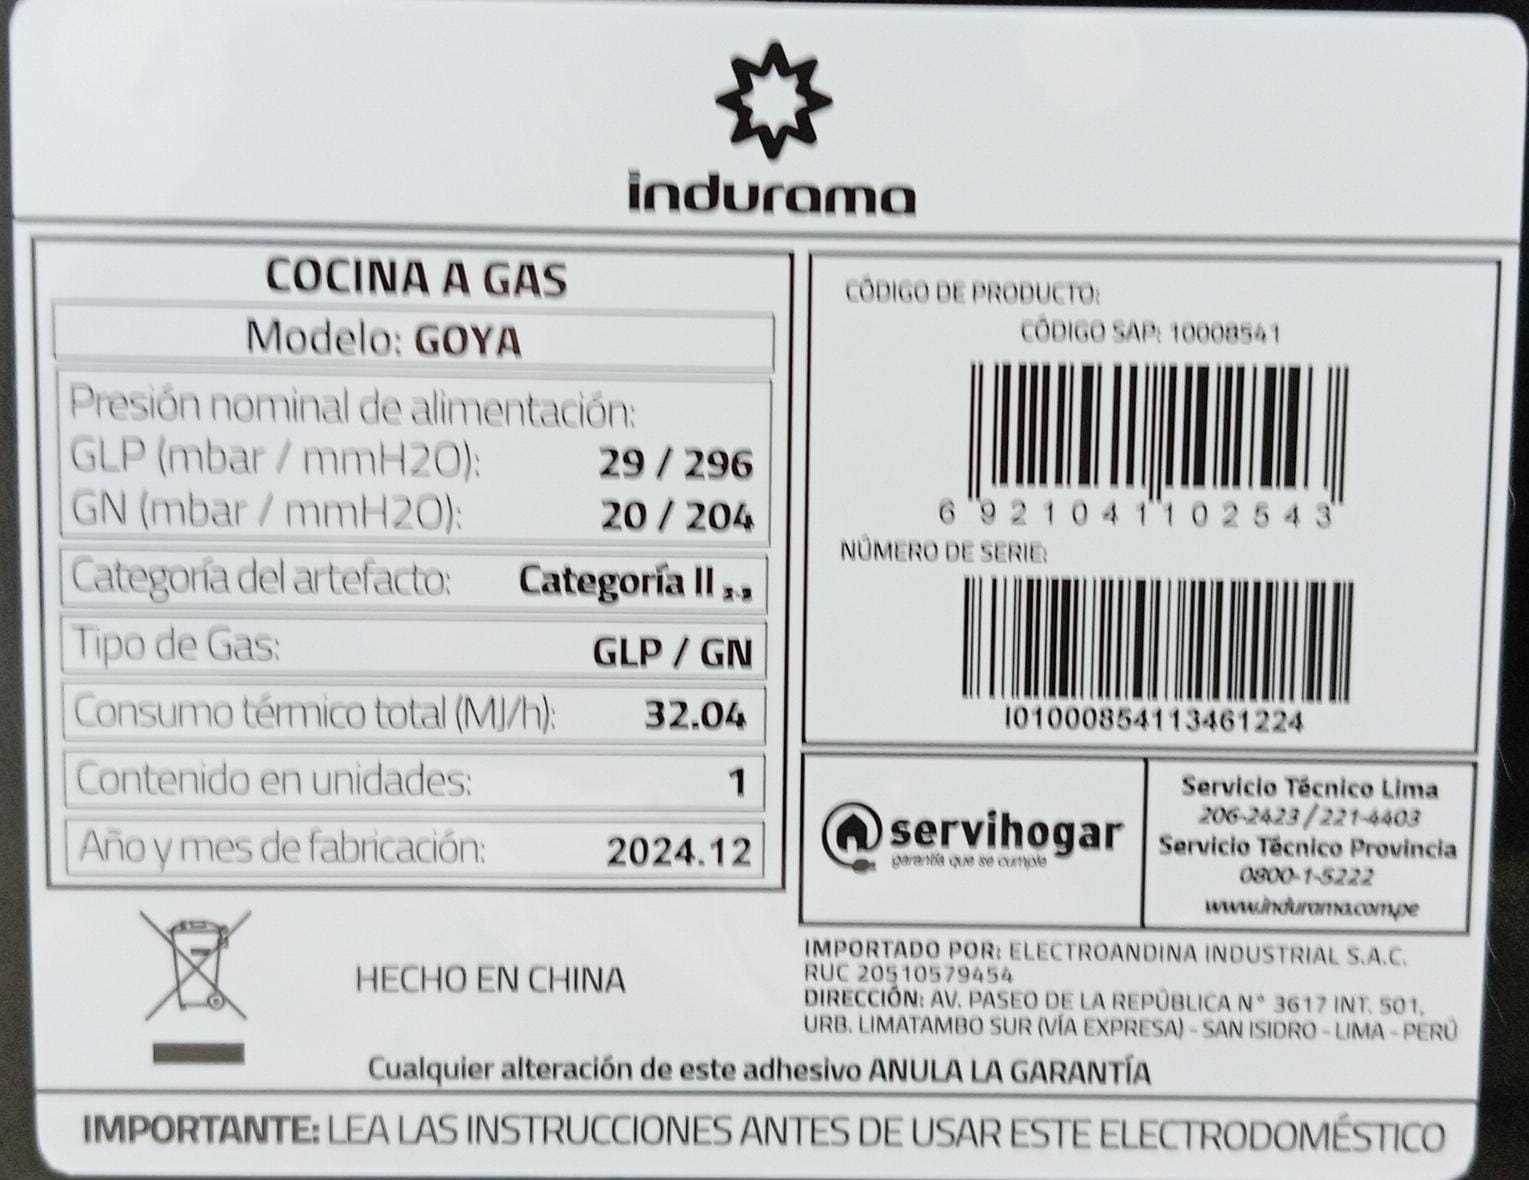 indurama
COCINA A GAS
Modelo: GOYA
Presión nominal de alimentación:
GLP (mbar / mmH2O): 29 / 296
GN (mbar / mmH2O): 20 / 204
Categoría del artefacto: Categoría II
Tipo de Gas: GLP / GN
Consumo térmico total (MJ/h): 32.04
Contenido en unidades: 1
Año y mes de fabricación: 2024.12
HECHO EN CHINA
CÓDIGO DE PRODUCTO:
CÓDIGO SAP: 10008541
6 921041 102543
NÚMERO DE SERIE:
I01000854113461224
servihogar
garantía que se cumple
Servicio Técnico Lima
206-2423 / 221-4403
Servicio Técnico Provincia
0800-1-5222
www.indurama.com.pe
IMPORTADO POR: ELECTROANDINA INDUSTRIAL S.A.C.
RUC 20510579454
DIRECCIÓN: AV. PASEO DE LA REPÚBLICA N° 3617 INT. 501,
URB. LIMATAMBO SUR (VÍA EXPRESA) - SAN ISIDRO - LIMA - PERÚ
Cualquier alteración de este adhesivo ANULA LA GARANTÍA
IMPORTANTE: LEA LAS INSTRUCCIONES ANTES DE USAR ESTE ELECTRODOMÉSTICO